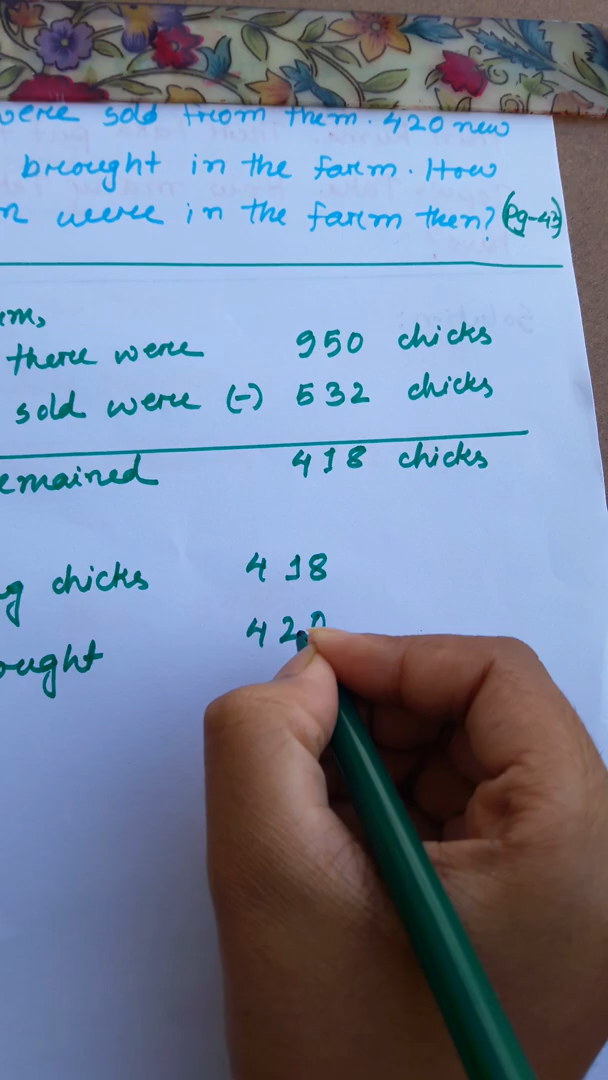 were sold from them. 420 new
brought in the farm. How
were in the farm then? (Pg-43)
there were 950 chicks
sold were (-) 532 chicks
emained 418 chicks
g chicks 418
ought 420